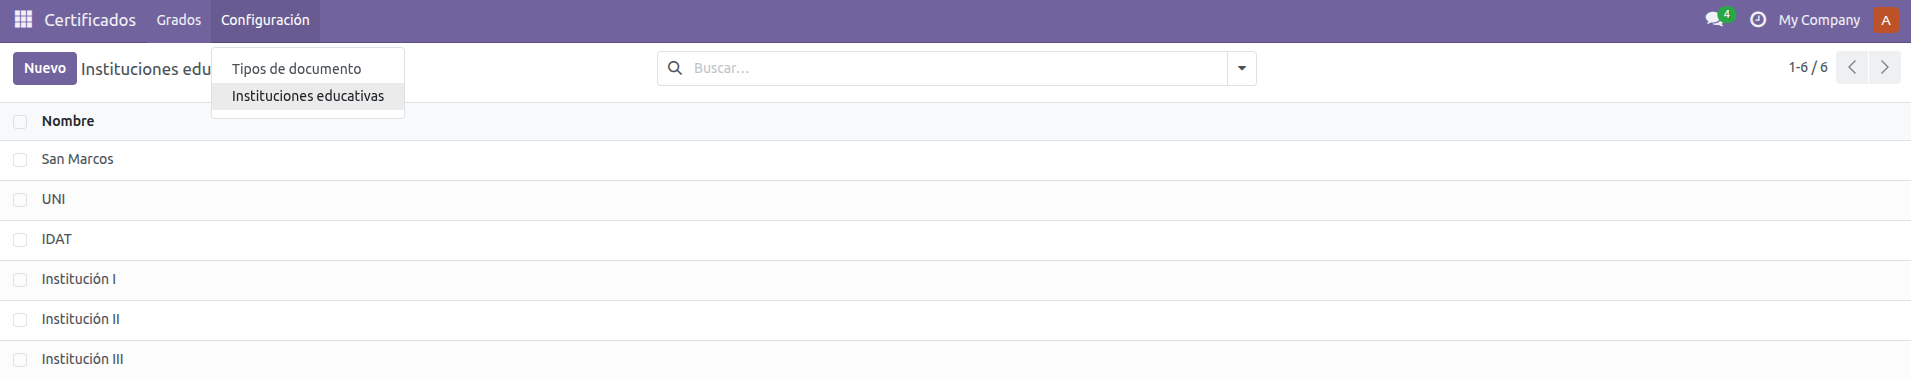 Certificados Grados Configuración 4 My Company A
Nuevo Instituciones edu Buscar... 1-6 / 6
Tipos de documento
Instituciones educativas
Nombre
San Marcos
UNI
IDAT
Institución I
Institución II
Institución III